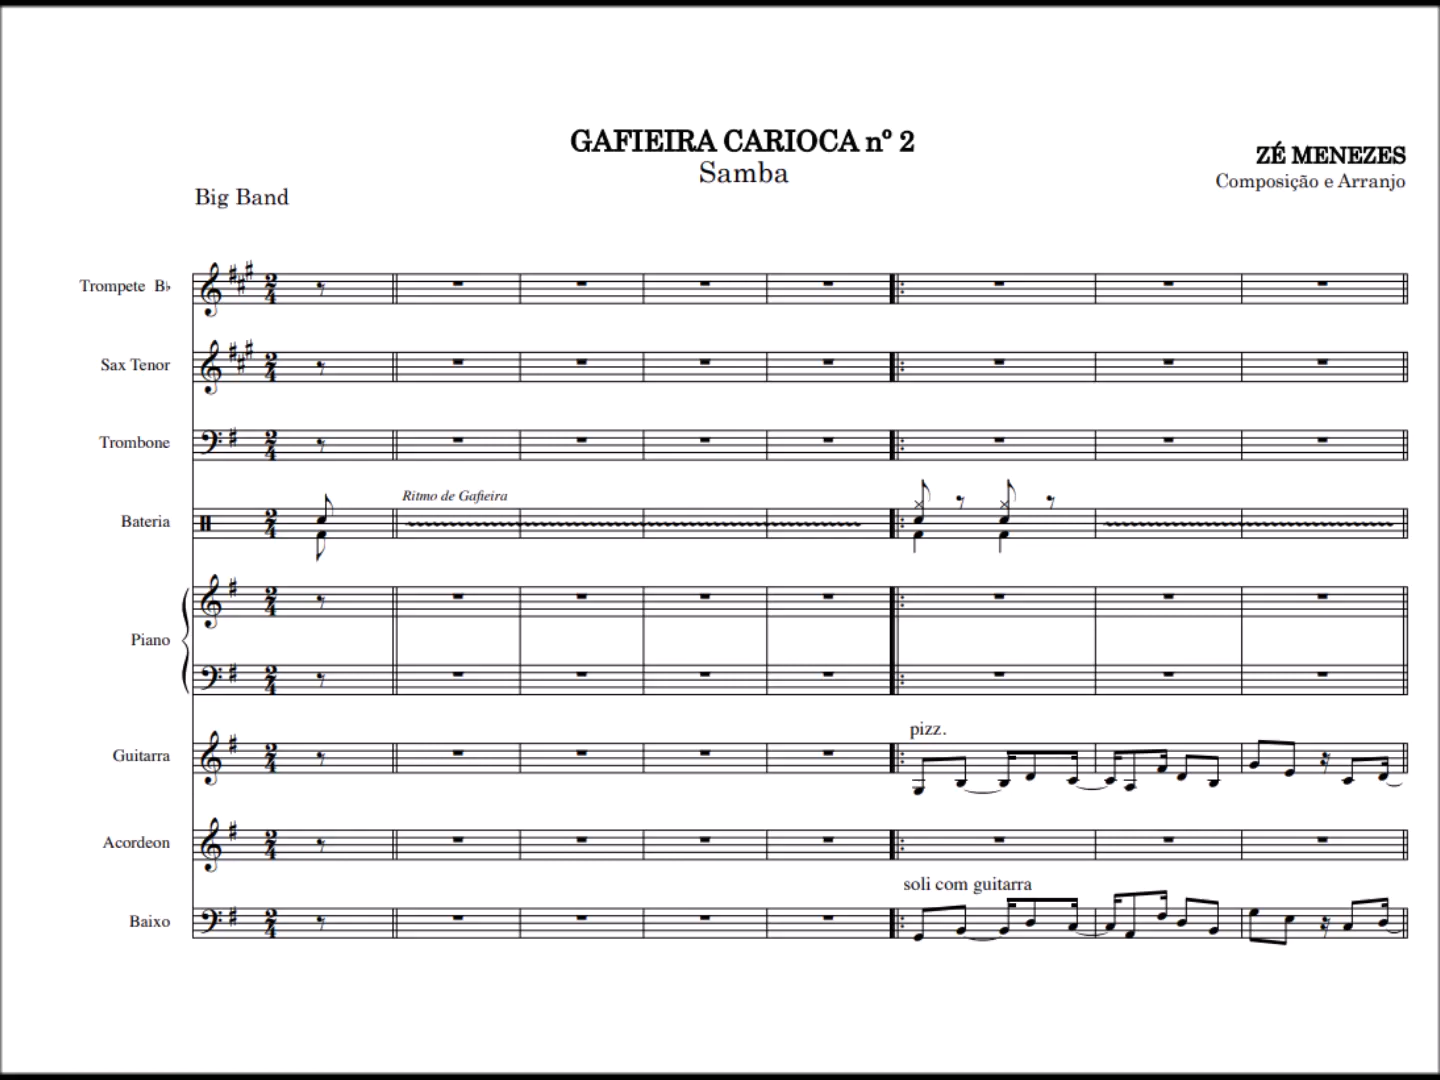 GAFIEIRA CARIOCA nº 2
Samba
ZÉ MENEZES
Composição e Arranjo
Big Band
Trompete B♭
Sax Tenor
Trombone
Ritmo de Gafieira
Bateria
Piano
pizz.
Guitarra
Acordeon
soli com guitarra
Baixo